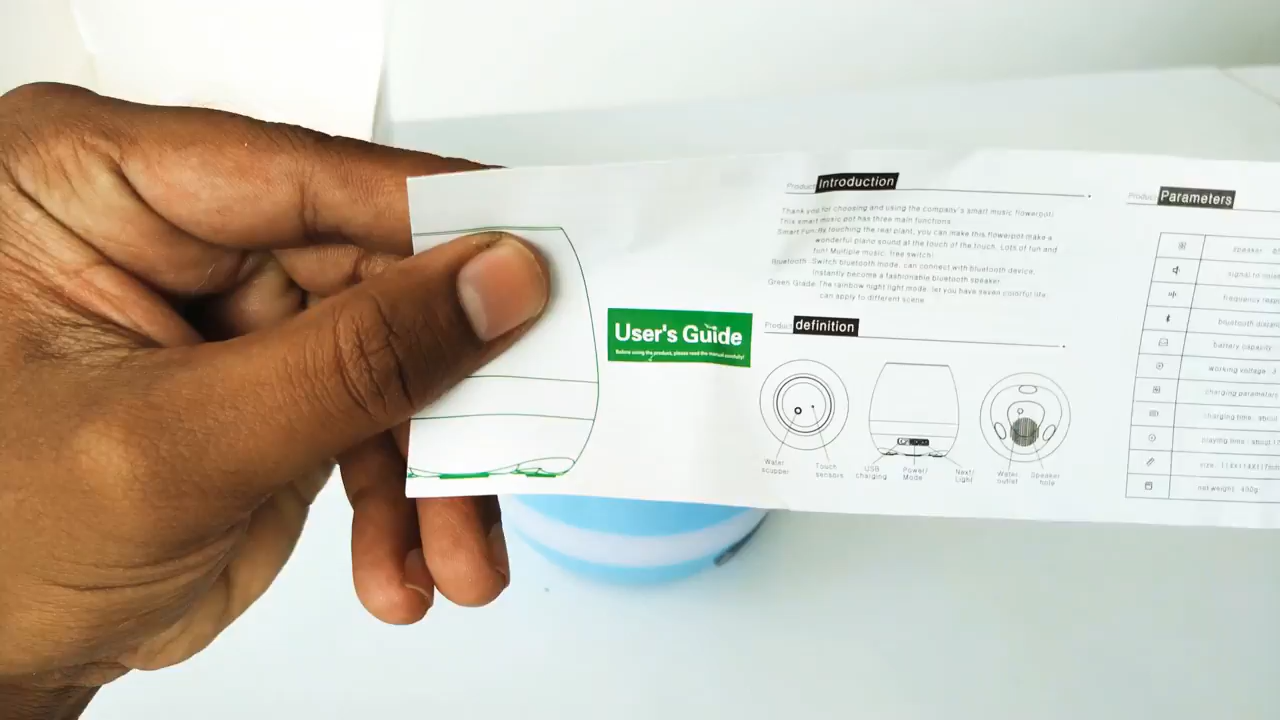 User's Guide
Before using the product, please read the manual carefully!
Product Introduction
Thank you for choosing and using the company's smart music flowerpot!
This smart music pot has three main functions.
Smart Fun: By touching the real plant, you can make this flowerpot make a
wonderful piano sound at the touch of the touch. Lots of fun and
fun! Multiple music, free switch!
Bluetooth: Switch bluetooth mode, can connect with Bluetooth device,
instantly become a fashionable bluetooth speaker.
Green Grade: The rainbow night light mode, let you have seven colorful life,
can apply to different scene.
Product definition
Water scupper
Touch sensors
USB charging
Power/ Mode
Next/ Light
Water outlet
Speaker hole
Product Parameters
speaker
signal to
frequency
bluetooth
battery capacity
working voltage
charging parameters
charging time: about
playing time: about
size:
net weight: 400g